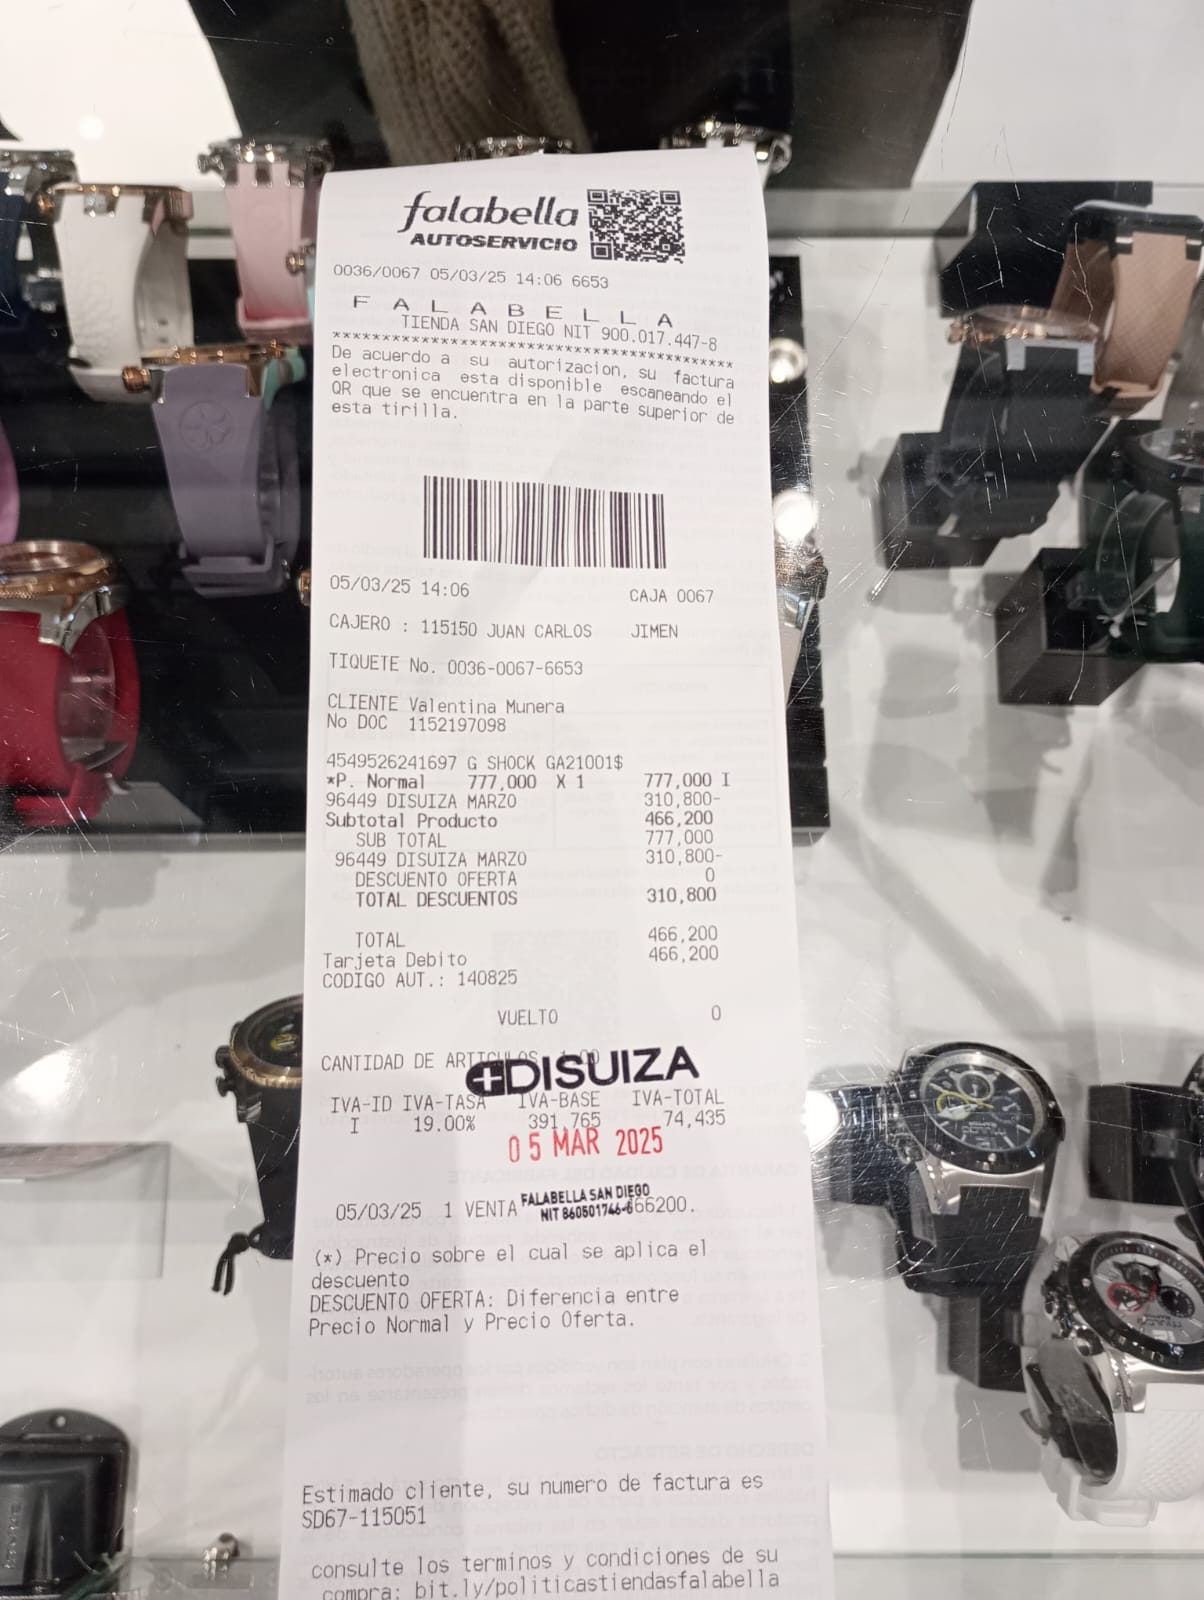 falabella
AUTOSERVICIO
0036/0067 05/03/25 14:06 6653
F A L A B E L L A
TIENDA SAN DIEGO NIT 900.017.447-8
****************************************
De acuerdo a su autorizacion, su factura
electronica esta disponible escaneando el
QR que se encuentra en la parte superior de
esta tirilla.
05/03/25 14:06 CAJA 0067
CAJERO : 115150 JUAN CARLOS JIMEN
TIQUETE No. 0036-0067-6653
CLIENTE Valentina Munera
No DOC 1152197098
4549526241697 G SHOCK GA21001$
*P. Normal 777,000 X 1 777,000 I
96449 DISUIZA MARZO 310,800-
Subtotal Producto 466,200
SUB TOTAL 777,000
96449 DISUIZA MARZO 310,800-
DESCUENTO OFERTA 0
TOTAL DESCUENTOS 310,800
TOTAL 466,200
Tarjeta Debito 466,200
CODIGO AUT.: 140825
VUELTO 0
CANTIDAD DE ARTICULOS 1.00
DISUIZA
IVA-ID IVA-TASA IVA-BASE IVA-TOTAL
I 19.00% 391,765 74,435
05 MAR 2025
FALABELLA SAN DIEGO
05/03/25 1 VENTA 66200.
NIT 860501746-6
(*) Precio sobre el cual se aplica el
descuento
DESCUENTO OFERTA: Diferencia entre
Precio Normal y Precio Oferta.
Estimado cliente, su numero de factura es
SD67-115051
consulte los terminos y condiciones de su
compra: bit.ly/politicastiendasfalabella